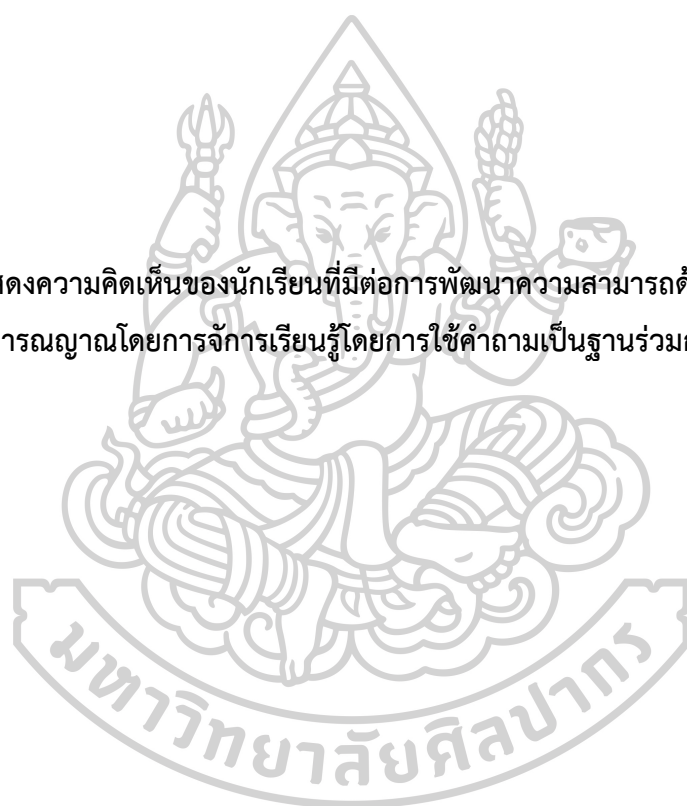 สดงความคิดเห็นของนักเรียนที่มีต่อการพัฒนาความสามารถด้
ารณญาณโดยการจัการเรียนรู้โดยการใช้คำถามเป็นฐานร่วมก
มหาวิทยาลัยศิลปากร